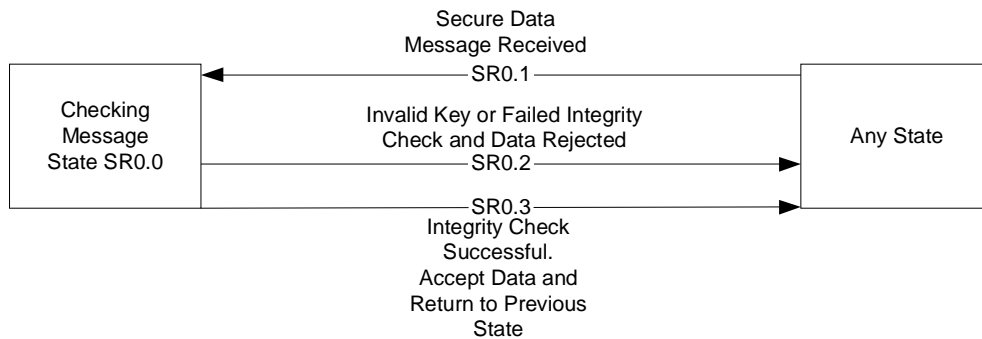 Secure Data
Message Received
SR0.1
Checking
Message
State SR0.0
Invalid Key or Failed Integrity
Check and Data Rejected
SR0.2
Any State
SR0.3
Integrity Check
Successful.
Accept Data and
Return to Previous
State